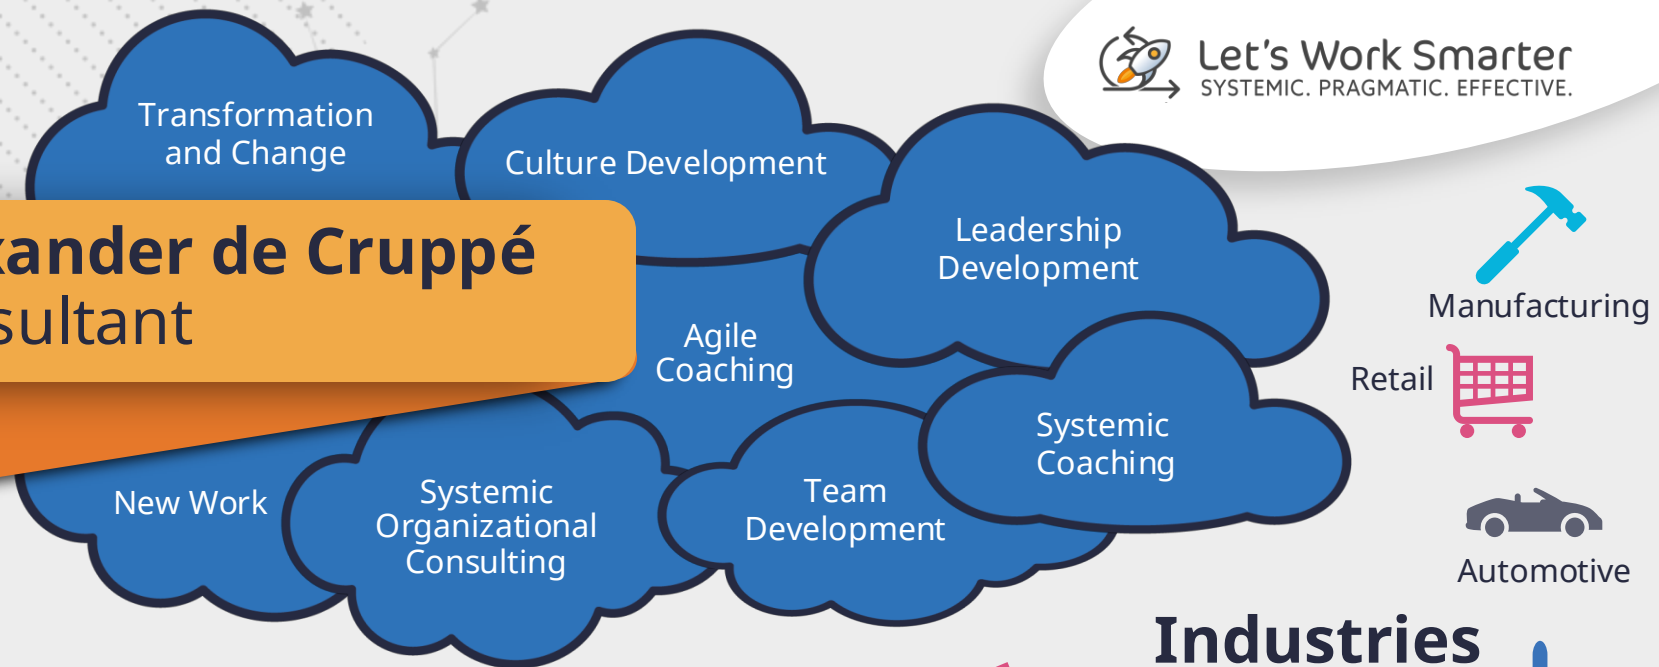 Let's Work Smarter
SYSTEMIC. PRAGMATIC. EFFECTIVE.
Transformation
and Change
Culture Development
Leadership
Development
xander de Cruppé
sultant
Agile
Coaching
Systemic
Coaching
New Work
Systemic
Organizational
Consulting
Team
Development
Manufacturing
Retail
Automotive
Industries